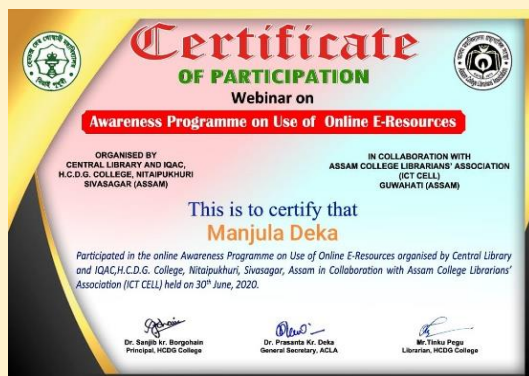 Certificate
OF PARTICIPATION
Webinar on
Awareness Programme on Use of Online E-Resources
ORGANISED BY
CENTRAL LIBRARY AND IQAC,
H.C.D.G. COLLEGE, NITAIPUKHURI
SIVASAGAR (ASSAM)
IN COLLABORATION WITH
ASSAM COLLEGE LIBRARIANS' ASSOCIATION
(ICT CELL)
GUWAHATI (ASSAM)
This is to certify that
Manjula Deka
Participated in the online Awareness Programme on Use of Online E-Resources organised by Central Library
and IQAC,H.C.D.G. College, Nitaipukhuri, Sivasagar, Assam in Collaboration with Assam College Librarians'
Association (ICT CELL) held on 30th June, 2020.
Dr. Sanjib kr. Borgohain
Principal, HCDG College
Dr. Prasanta Kr. Deka
General Secretary, ACLA
Mr.Tinku Pegu
Librarian, HCDG College